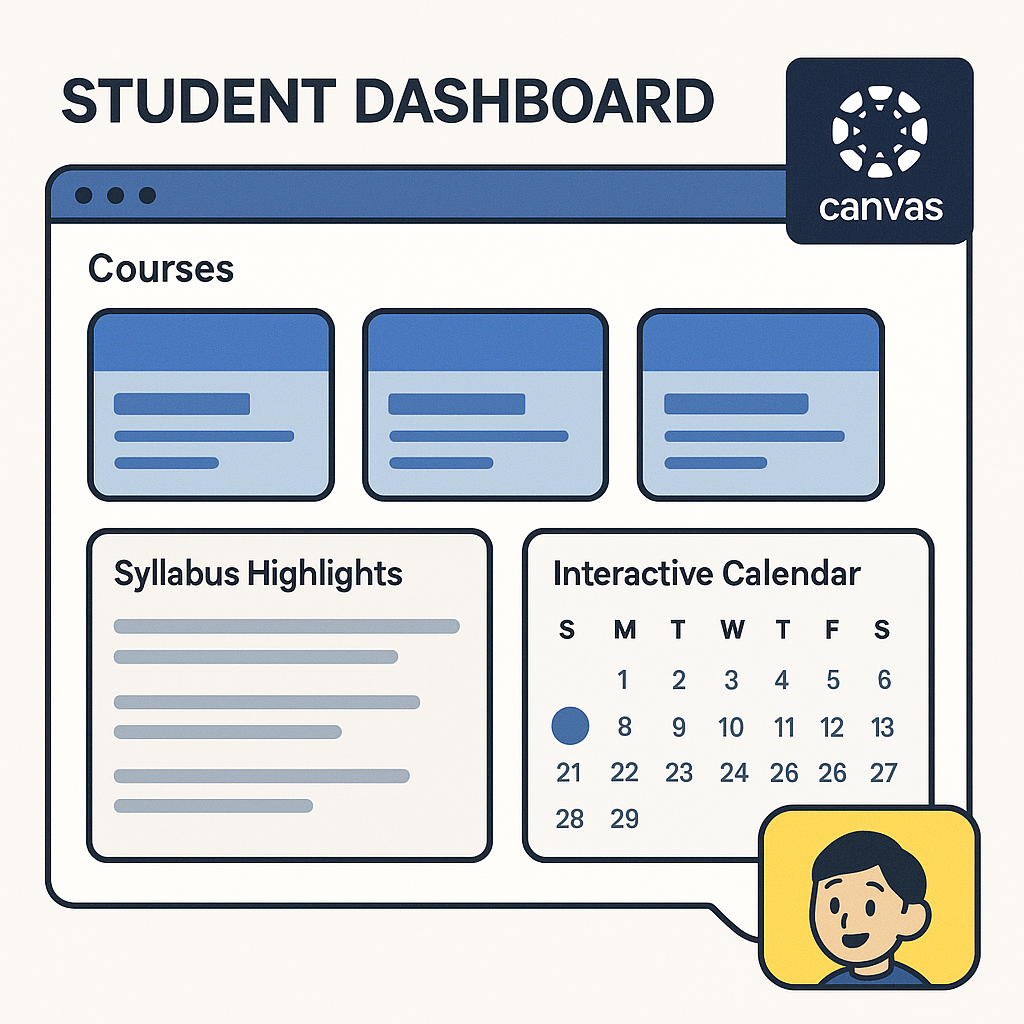 STUDENT DASHBOARD
canvas
Courses
Syllabus Highlights
Interactive Calendar
S M T W T F S
1 2 3 4 5 6
8 9 10 11 12 13
21 22 23 24 26 26 27
28 29